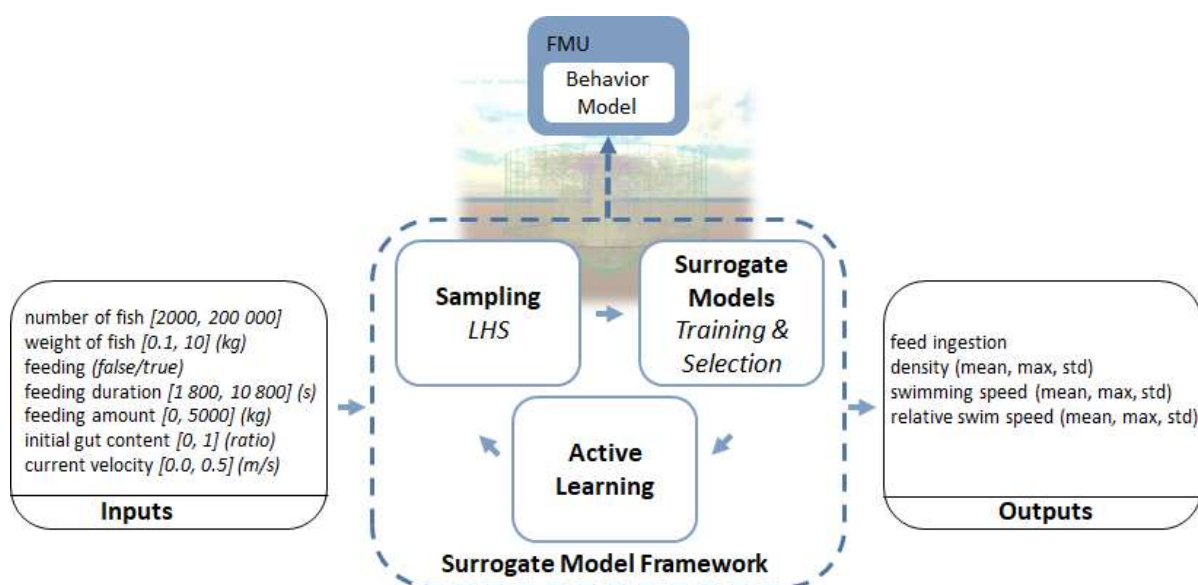 FMU
Behavior
Model
Sampling
LHS
Surrogate
Models
Training &
Selection
Active
Learning
Surrogate Model Framework
number of fish [2000, 200 000]
weight of fish [0.1, 10] (kg)
feeding (false/true)
feeding duration [1 800, 10 800] (s)
feeding amount [0, 5000] (kg)
initial gut content [0, 1] (ratio)
current velocity [0.0, 0.5] (m/s)
Inputs
feed ingestion
density (mean, max, std)
swimming speed (mean, max, std)
relative swim speed (mean, max, std)
Outputs